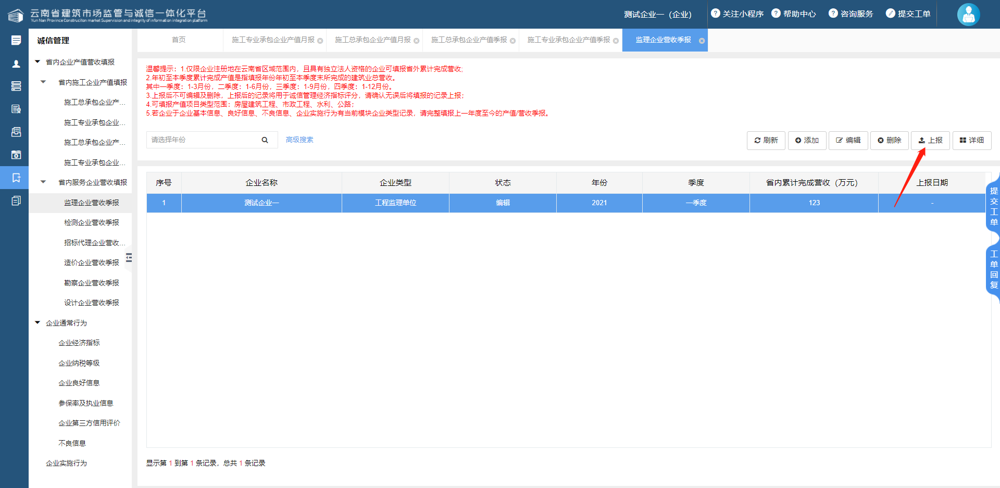 云南省建筑市场监管与诚信一体化平台
Yun Nan Province Construciton market Supervision and integrity of information integration platform
测试企业一（企业）
关注小程序
帮助中心
咨询服务
提交工单
诚信管理
省内企业产值营收填报
省内施工企业产值填报
施工总承包企业产...
施工专业承包企业...
施工总承包企业产...
施工专业承包企业...
省内服务企业营收填报
监理企业营收季报
检测企业营收季报
招标代理企业营收...
造价企业营收季报
勘察企业营收季报
设计企业营收季报
企业通常行为
企业经济指标
企业纳税等级
企业良好信息
参保率及执业信息
企业第三方信用评价
不良信息
企业实施行为
首页
施工专业承包企业产值月报
施工总承包企业产值月报
施工总承包企业产值季报
施工专业承包企业产值季报
监理企业营收季报
温馨提示：1.仅限企业注册地在云南省区域范围内，且具有独立法人资格的企业可填报省外累计完成营收;
2.年初至本季度累计完成产值是指填报年份年初至本季度末所完成的建筑业总营收。
其中一季度：1-3月份，二季度：1-6月份，三季度：1-9月份，四季度：1-12月份。
3.上报后不可编辑及删除，上报后的记录将用于诚信管理经济指标评分，请确认无误后将填报的记录上报；
4.可填报产值项目类型范围：房屋建筑工程、市政工程、水利、公路；
5.若企业于企业基本信息、良好信息、不良信息、企业实施行为有当前模块企业类型记录，请完整填报上一年度至今的产值/营收季报。
请选择年份
高级搜索
刷新
添加
编辑
删除
上报
详细
序号 企业名称 企业类型 状态 年份 季度 省内累计完成营收（万元） 上报日期
1 测试企业一 工程监理单位 编辑 2021 一季度 123 -
显示第 1 到第 1 条记录，总共 1 条记录
提交工单
工单回复